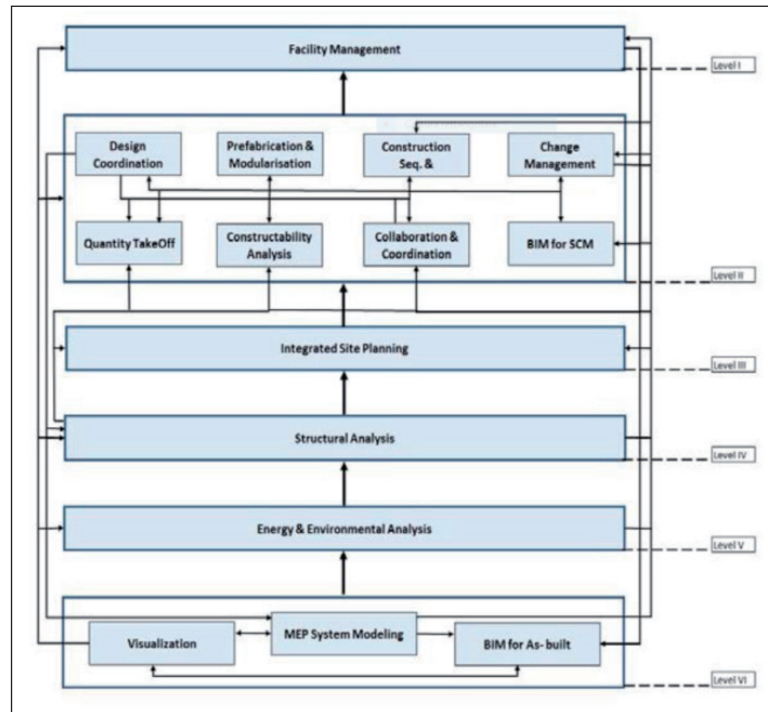 Facility Management
Level I
Design
Coordination
Prefabrication &
Modularisation
Construction
Seq. &
Change
Management
Quantity TakeOff
Constructability
Analysis
Collaboration &
Coordination
BIM for SCM
Level II
Integrated Site Planning
Level III
Structural Analysis
Level IV
Energy & Environmental Analysis
Level V
Visualization
MEP System Modeling
BIM for As- built
Level VI